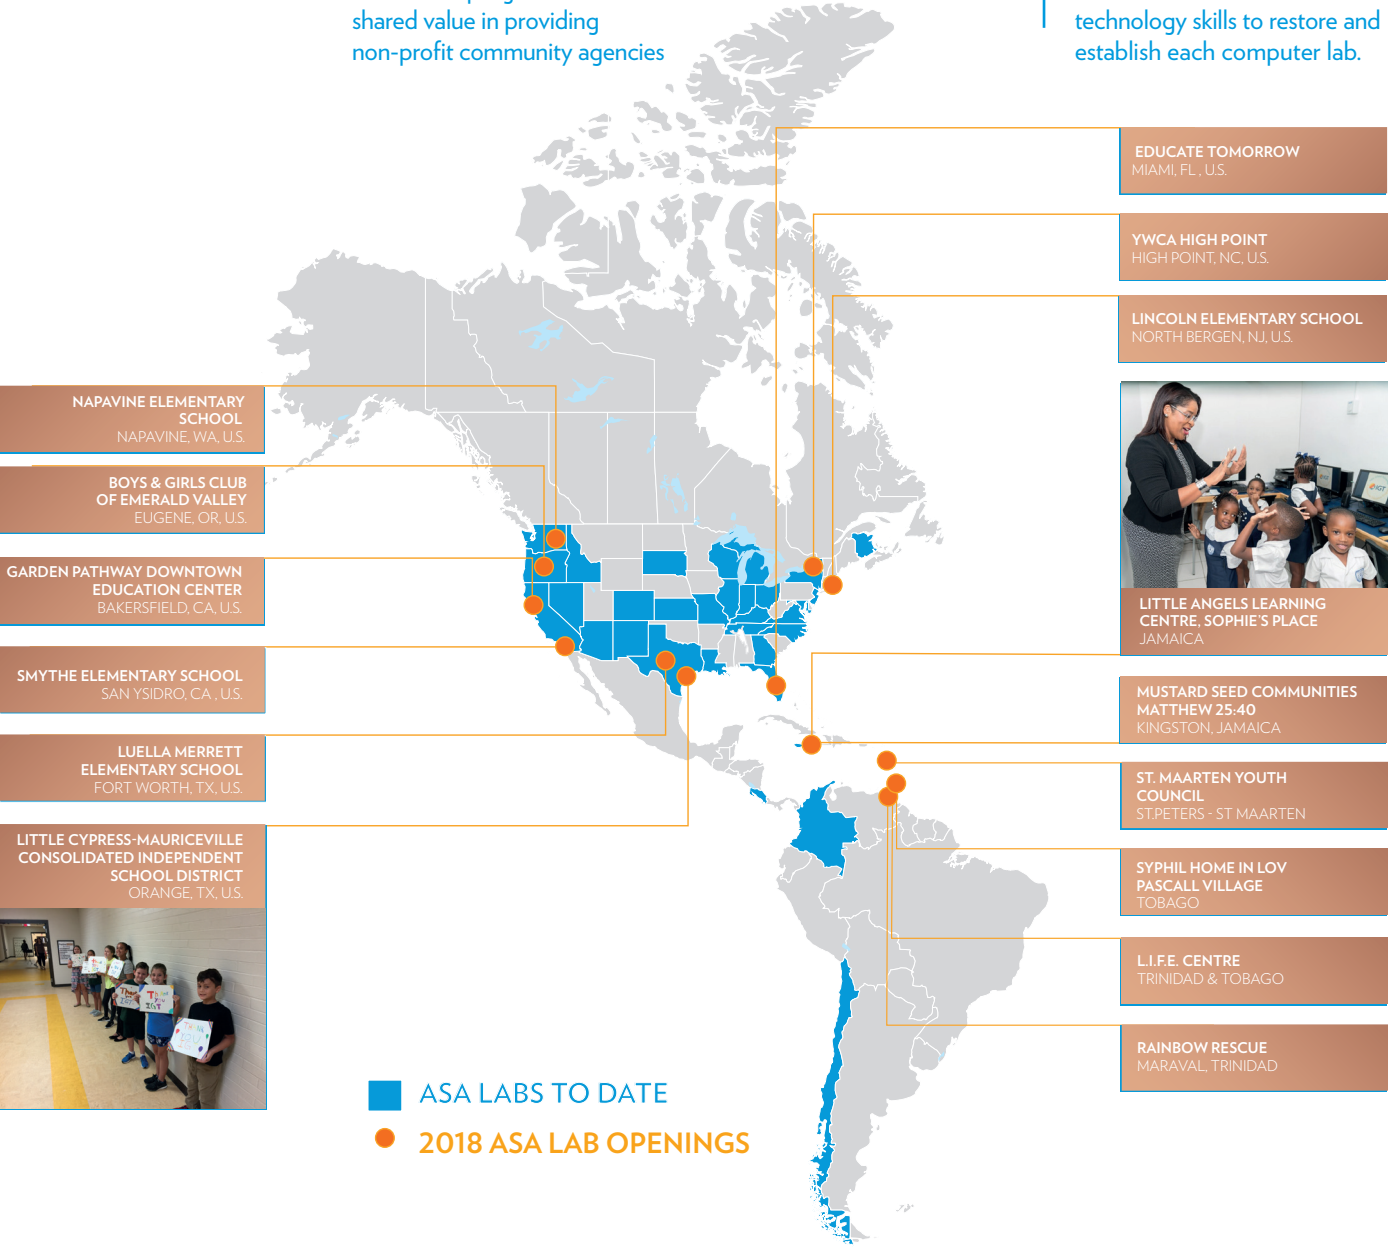 shared value in providing
non-profit community agencies
technology skills to restore and
establish each computer lab.
EDUCATE TOMORROW
MIAMI, FL , U.S.
YWCA HIGH POINT
HIGH POINT, NC, U.S.
LINCOLN ELEMENTARY SCHOOL
NORTH BERGEN, NJ, U.S.
NAPAVINE ELEMENTARY
SCHOOL
NAPAVINE, WA, U.S.
BOYS & GIRLS CLUB
OF EMERALD VALLEY
EUGENE, OR, U.S.
GARDEN PATHWAY DOWNTOWN
EDUCATION CENTER
BAKERSFIELD, CA, U.S.
SMYTHE ELEMENTARY SCHOOL
SAN YSIDRO, CA , U.S.
LUELLA MERRETT
ELEMENTARY SCHOOL
FORT WORTH, TX, U.S.
LITTLE CYPRESS-MAURICEVILLE
CONSOLIDATED INDEPENDENT
SCHOOL DISTRICT
ORANGE, TX, U.S.
Thank
you
IGT
THANK
IGT
LITTLE ANGELS LEARNING
CENTRE, SOPHIE'S PLACE
JAMAICA
MUSTARD SEED COMMUNITIES
MATTHEW 25:40
KINGSTON, JAMAICA
ST. MAARTEN YOUTH
COUNCIL
ST.PETERS - ST MAARTEN
SYPHIL HOME IN LOV
PASCALL VILLAGE
TOBAGO
L.I.F.E. CENTRE
TRINIDAD & TOBAGO
RAINBOW RESCUE
MARAVAL, TRINIDAD
ASA LABS TO DATE
2018 ASA LAB OPENINGS